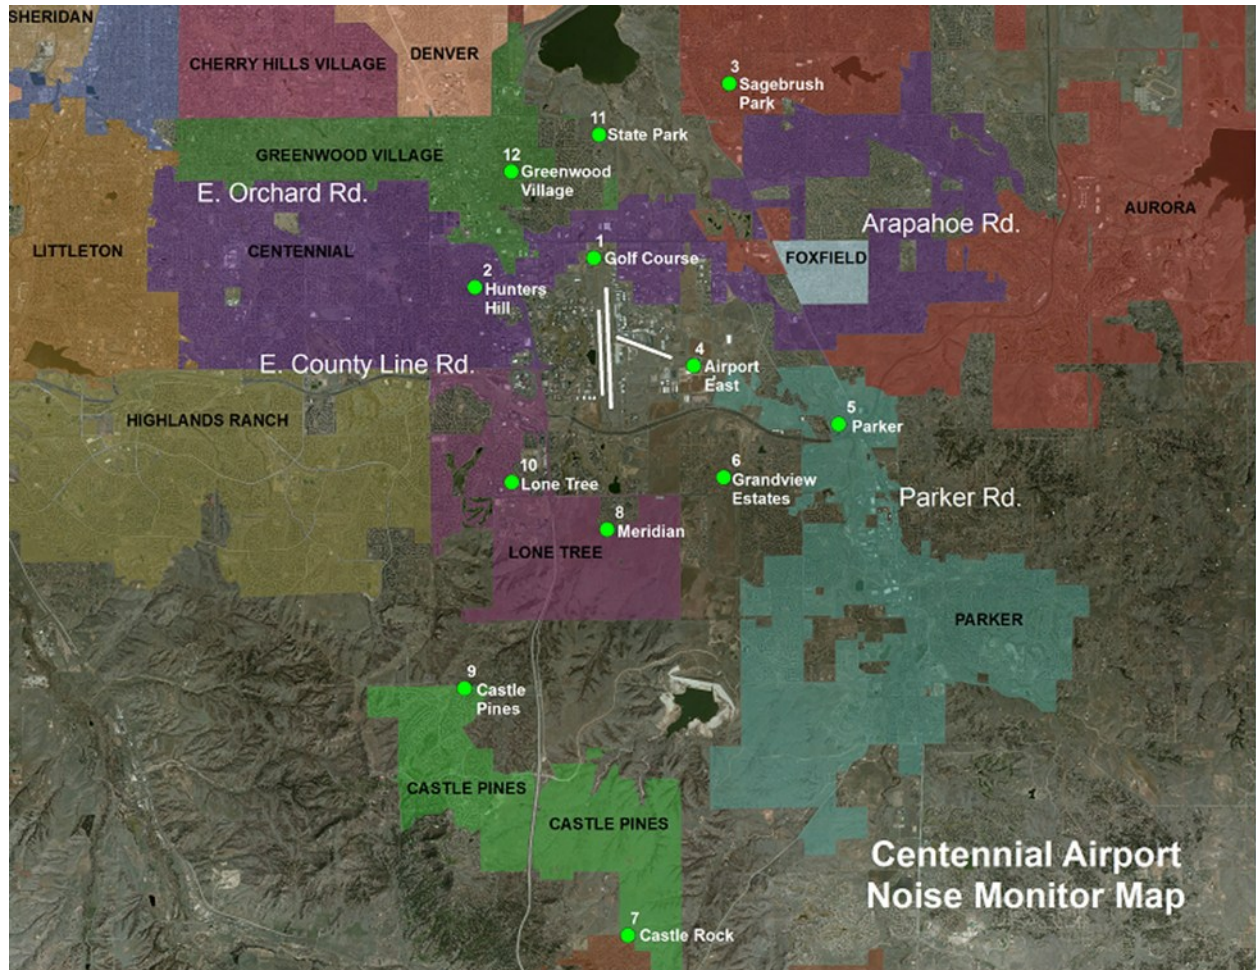 SHERIDAN
CHERRY HILLS VILLAGE
DENVER
3
Sagebrush
Park
11
State Park
GREENWOOD VILLAGE
12
Greenwood
Village
E. Orchard Rd.
Arapahoe Rd.
AURORA
LITTLETON
CENTENNIAL
1
Golf Course
FOXFIELD
2
Hunters
Hill
E. County Line Rd.
4
Airport
East
HIGHLANDS RANCH
5
Parker
10
Lone Tree
6
Grandview
Estates
Parker Rd.
8
Meridian
LONE TREE
PARKER
9
Castle
Pines
CASTLE PINES
CASTLE PINES
Centennial Airport
Noise Monitor Map
7
Castle Rock